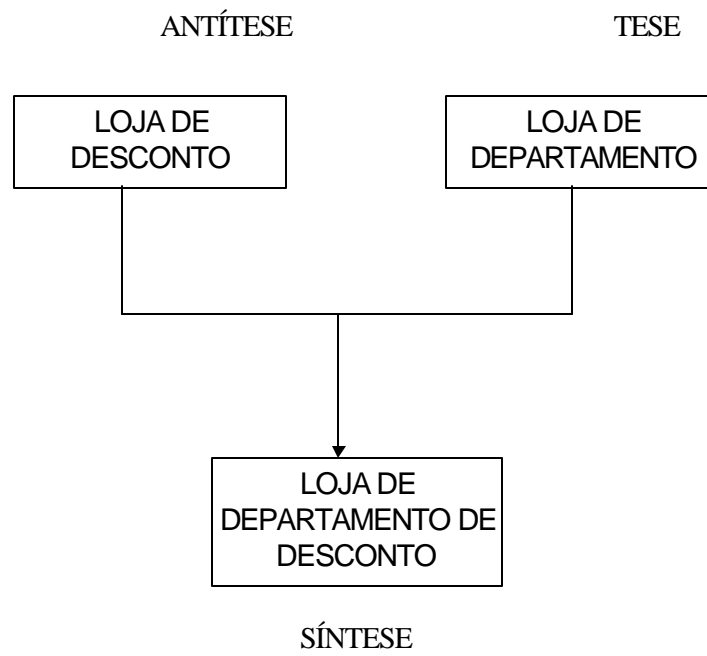 ANTÍTESE
TESE
LOJA DE
DESCONTO
LOJA DE
DEPARTAMENTO
LOJA DE
DEPARTAMENTO DE
DESCONTO
SÍNTESE